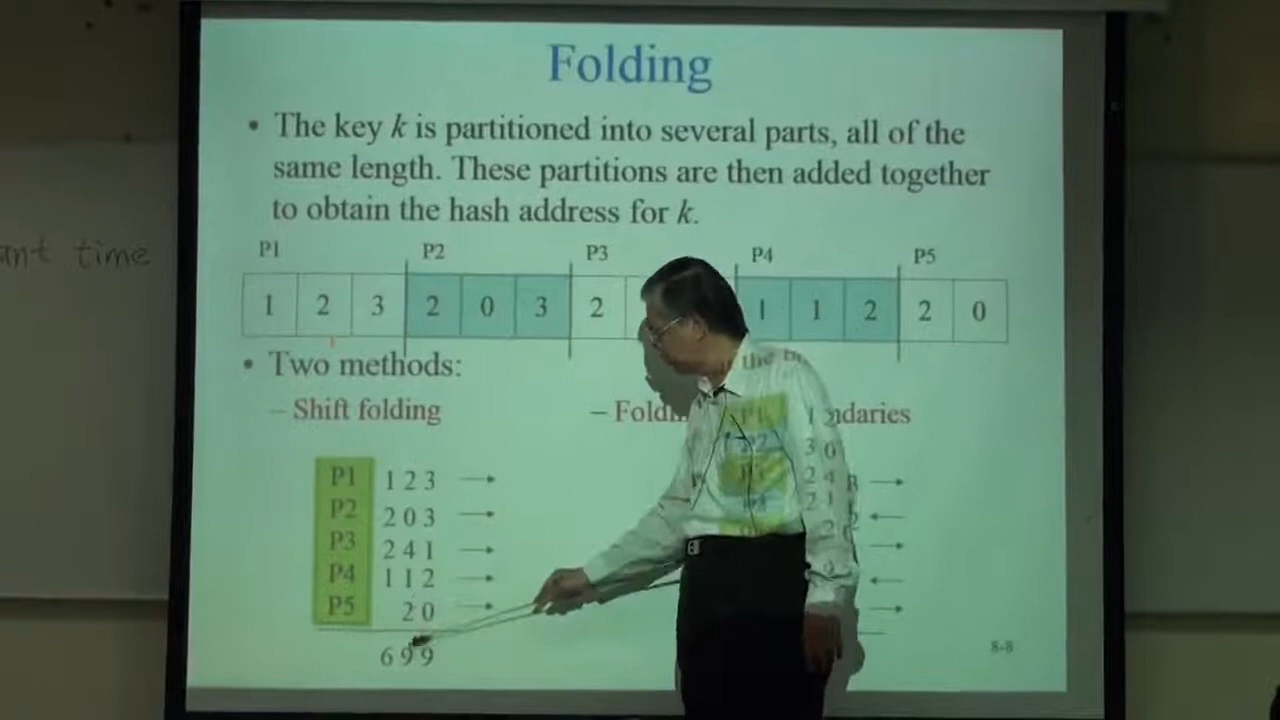 Folding
• The key k is partitioned into several parts, all of the
same length. These partitions are then added together
to obtain the hash address for k.
ant time
P1 P2 P3 P4 P5
1 2 3 2 0 3 2 1 1 2 2 0
• Two methods:
– Shift folding
–
P1 123
P2 203
P3 241
P4 112
P5 20
699
8-8